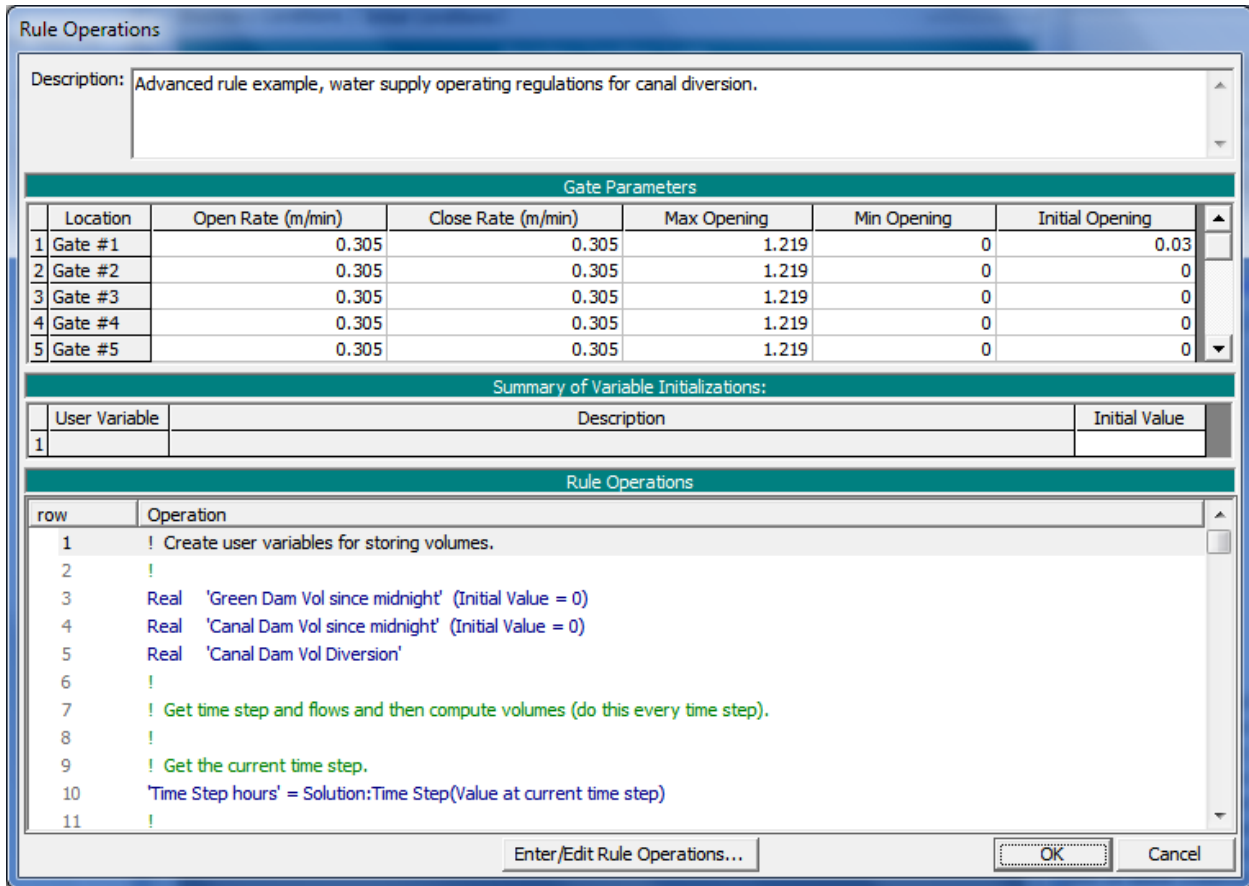 Rule Operations
Description: Advanced rule example, water supply operating regulations for canal diversion.
Gate Parameters
Location Open Rate (m/min) Close Rate (m/min) Max Opening Min Opening Initial Opening
1 Gate #1 0.305 0.305 1.219 0 0.03
2 Gate #2 0.305 0.305 1.219 0 0
3 Gate #3 0.305 0.305 1.219 0 0
4 Gate #4 0.305 0.305 1.219 0 0
5 Gate #5 0.305 0.305 1.219 0 0
Summary of Variable Initializations:
User Variable Description Initial Value
1
Rule Operations
row Operation
1 ! Create user variables for storing volumes.
2 !
3 Real 'Green Dam Vol since midnight' (Initial Value = 0)
4 Real 'Canal Dam Vol since midnight' (Initial Value = 0)
5 Real 'Canal Dam Vol Diversion'
6 !
7 ! Get time step and flows and then compute volumes (do this every time step).
8 !
9 ! Get the current time step.
10 'Time Step hours' = Solution:Time Step(Value at current time step)
11 !
Enter/Edit Rule Operations... OK Cancel